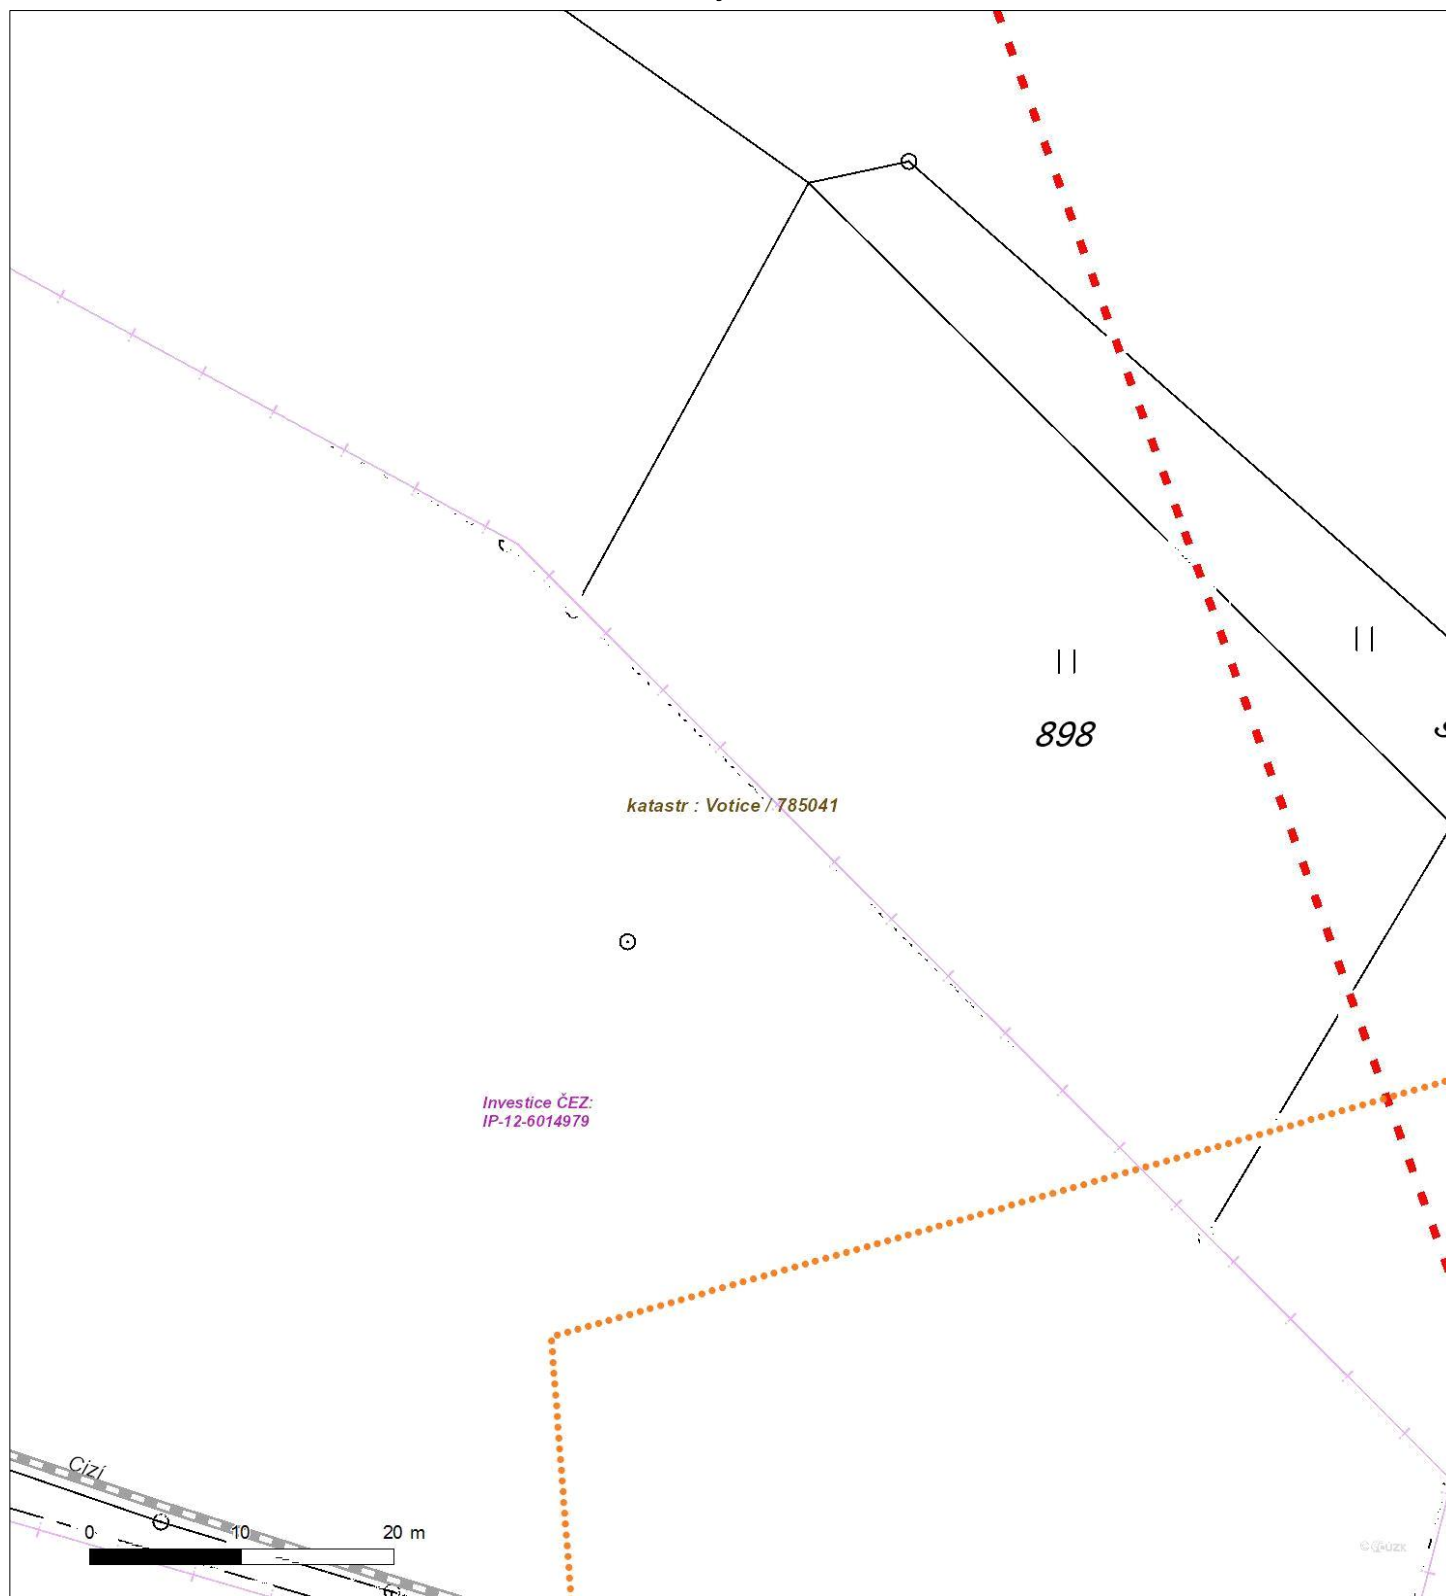 898
katastr : Votice / 785041
Investice ČEZ:
IP-12-6014979
Cizí
0 10 20 m